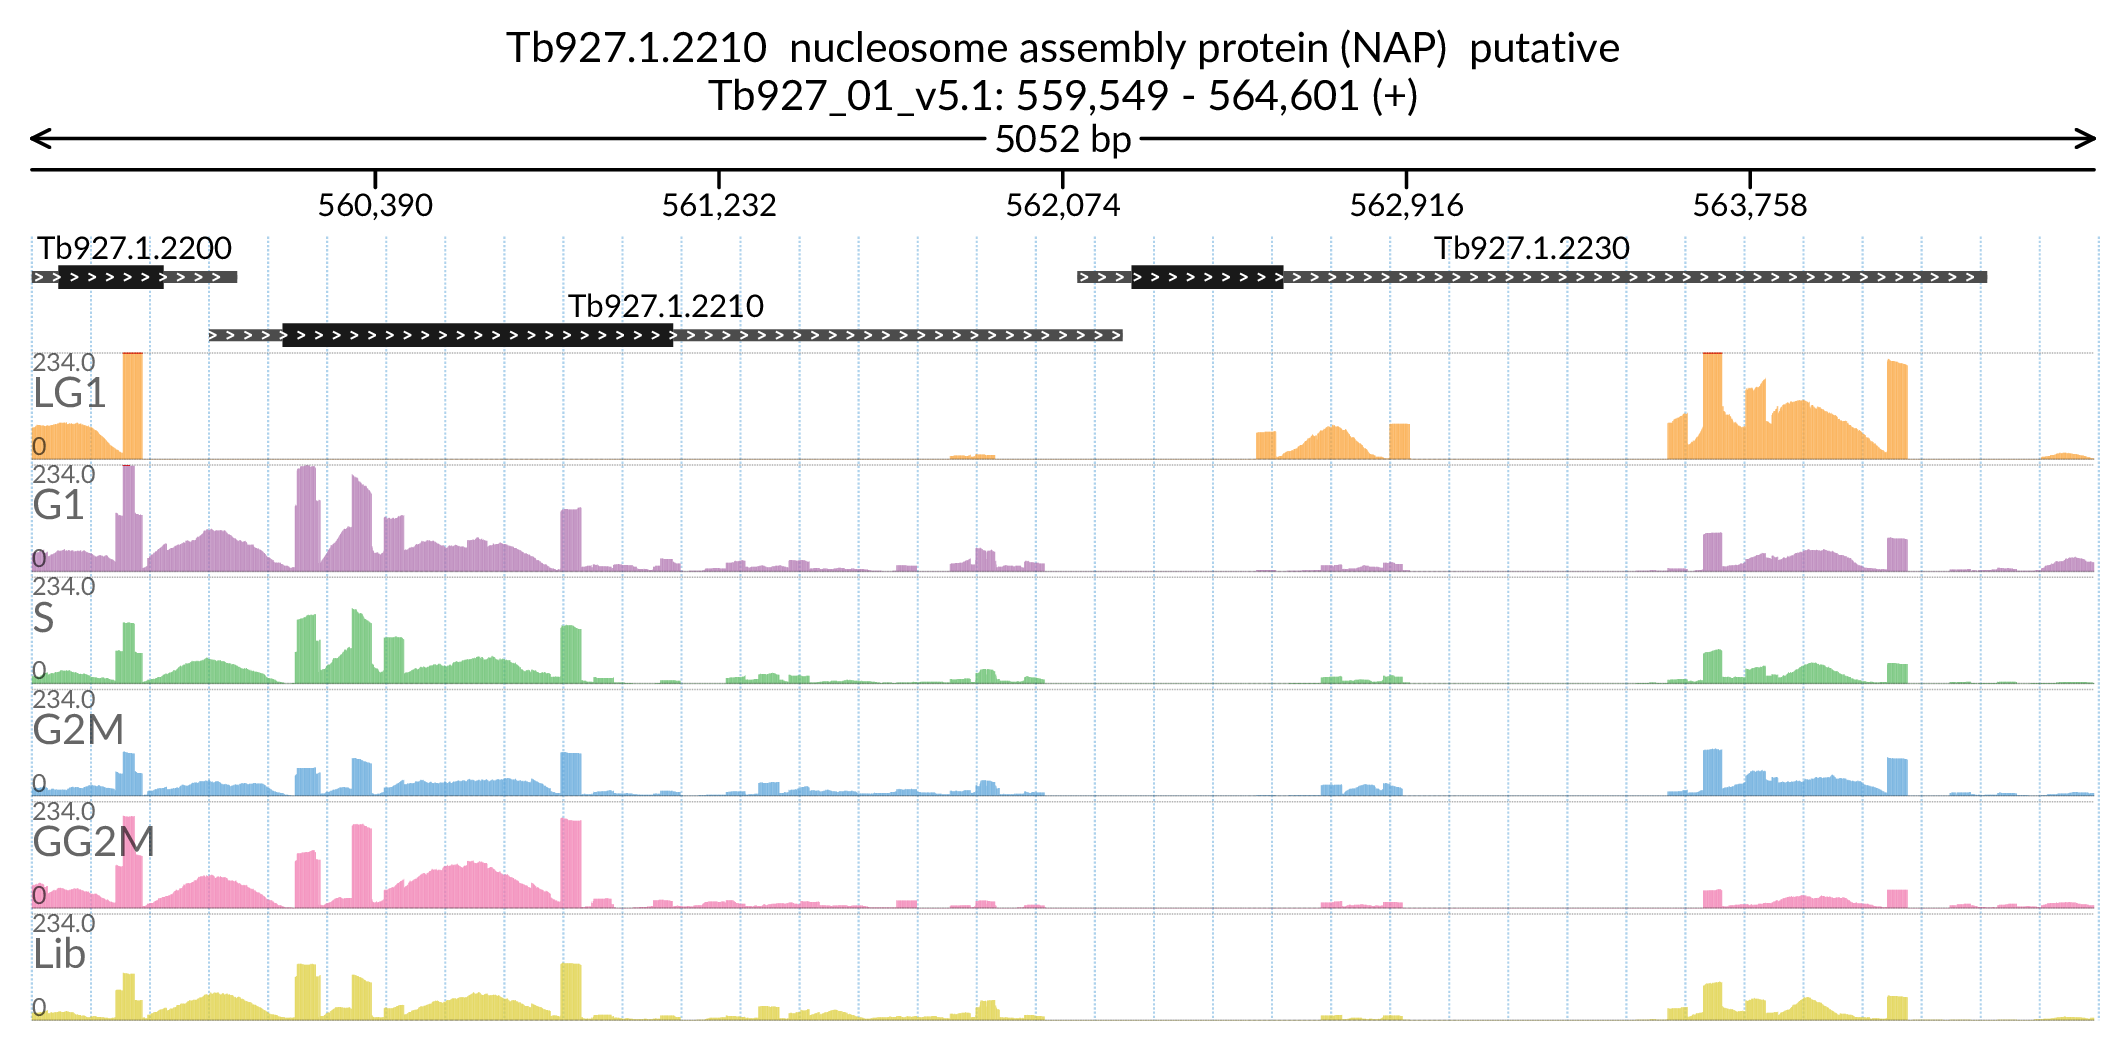 Tb927.1.2210 nucleosome assembly protein (NAP) putative
Tb927_01_v5.1: 559,549 - 564,601 (+)
5052 bp
560,390 561,232 562,074 562,916 563,758
Tb927.1.2200 Tb927.1.2230
Tb927.1.2210
234.0
LG1
0
234.0
G1
0
234.0
S
0
234.0
G2M
0
234.0
GG2M
0
234.0
Lib
0